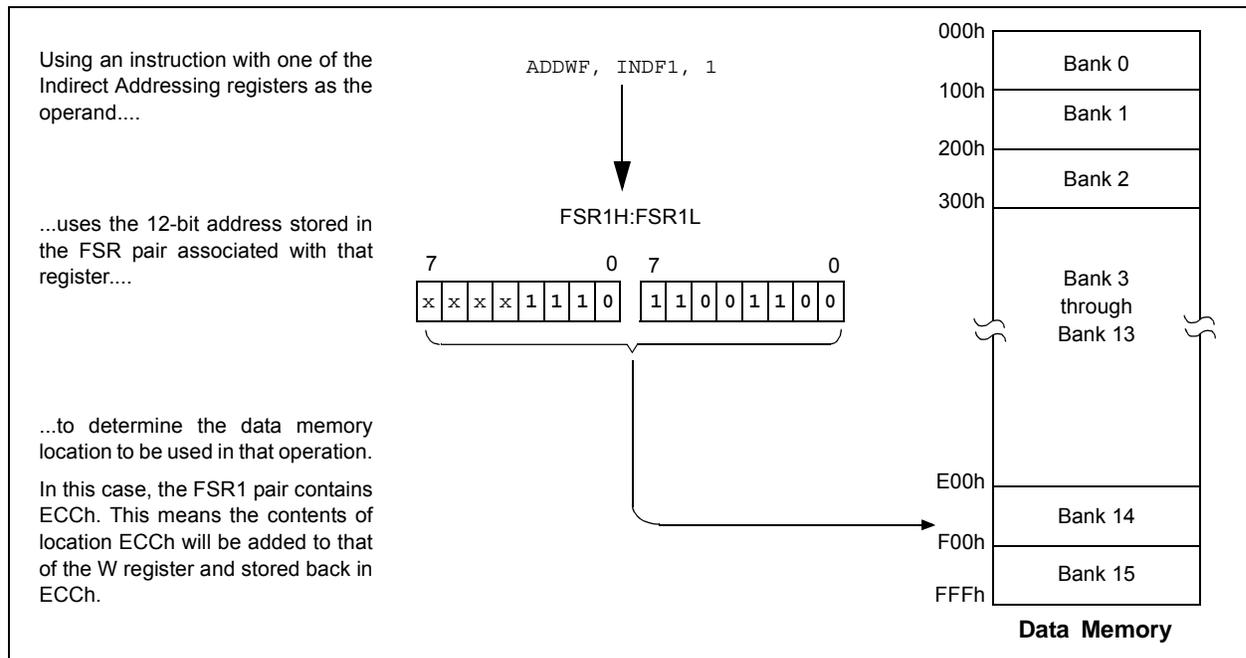 Using an instruction with one of the
Indirect Addressing registers as the
operand....
ADDWF, INDF1, 1
...uses the 12-bit address stored in
the FSR pair associated with that
register....
FSR1H:FSR1L
7 0 7 0
x x x x 1 1 1 0 1 1 0 0 1 1 0 0
...to determine the data memory
location to be used in that operation.
In this case, the FSR1 pair contains
ECCh. This means the contents of
location ECCh will be added to that
of the W register and stored back in
ECCh.
000h
Bank 0
100h
Bank 1
200h
Bank 2
300h
Bank 3
through
Bank 13
E00h
Bank 14
F00h
Bank 15
FFFh
Data Memory